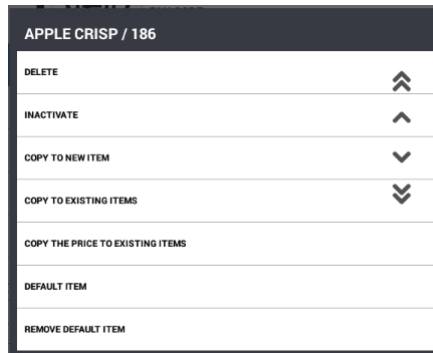 APPLE CRISP / 186
DELETE
INACTIVATE
COPY TO NEW ITEM
COPY TO EXISTING ITEMS
COPY THE PRICE TO EXISTING ITEMS
DEFAULT ITEM
REMOVE DEFAULT ITEM